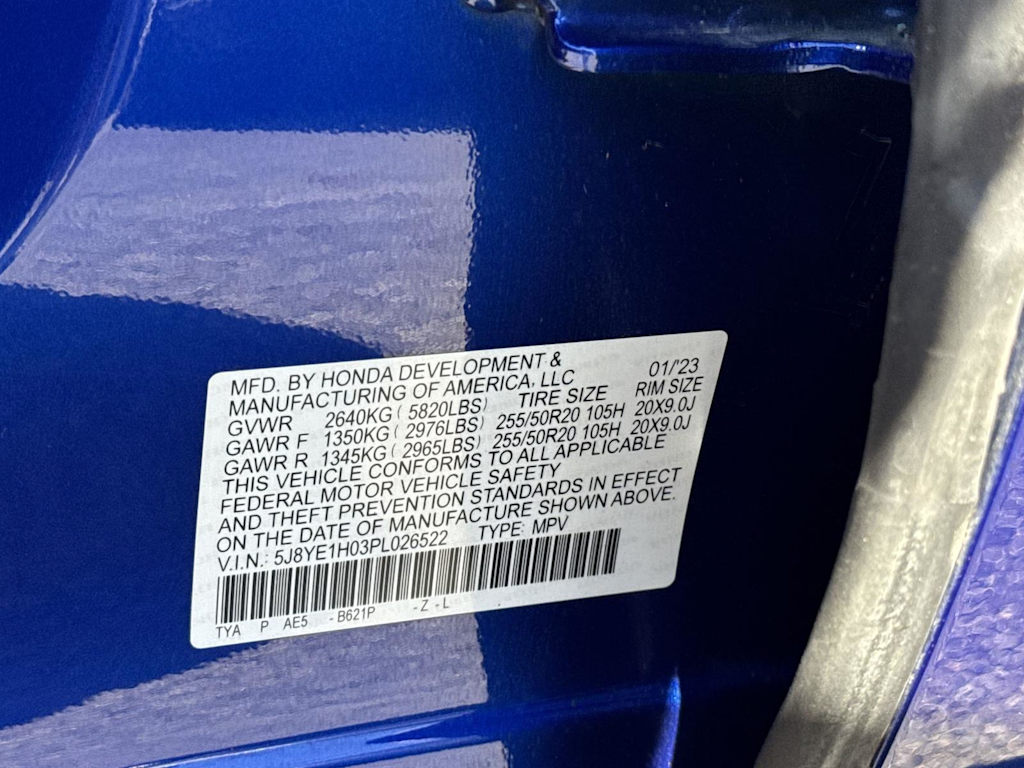 MFD. BY HONDA DEVELOPMENT &
MANUFACTURING OF AMERICA, LLC 01/'23
GVWR 2640KG ( 5820LBS) TIRE SIZE RIM SIZE
GAWR F 1350KG ( 2976LBS) 255/50R20 105H 20X9.0J
GAWR R 1345KG ( 2965LBS) 255/50R20 105H 20X9.0J
THIS VEHICLE CONFORMS TO ALL APPLICABLE
FEDERAL MOTOR VEHICLE SAFETY
AND THEFT PREVENTION STANDARDS IN EFFECT
ON THE DATE OF MANUFACTURE SHOWN ABOVE.
V.I.N.: 5J8YE1H03PL026522 TYPE: MPV
TYA P AE5 -B621P -Z -L